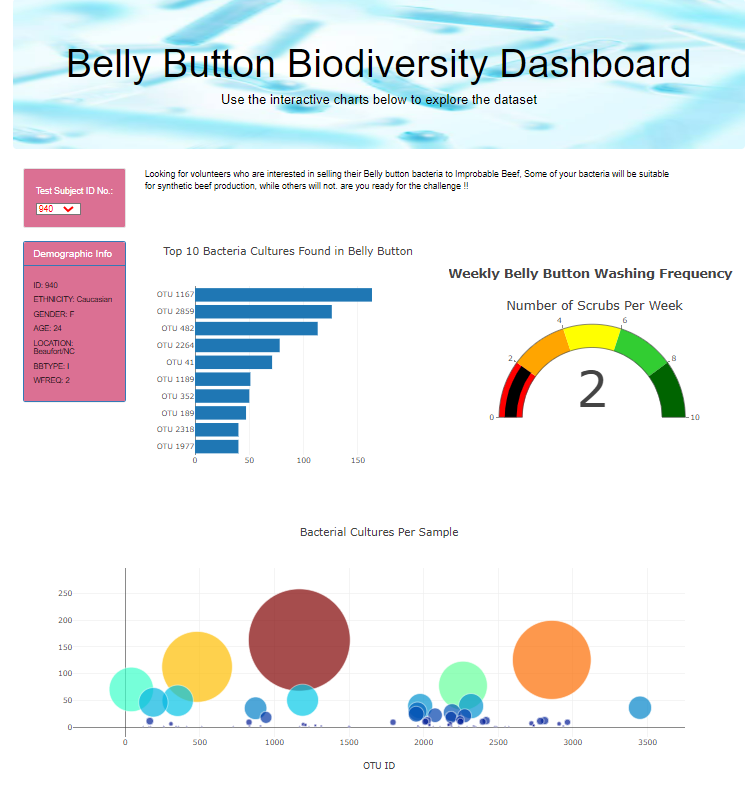 Belly Button Biodiversity Dashboard
Use the interactive charts below to explore the dataset
Test Subject ID No.:
940
Looking for volunteers who are interested in selling their Belly button bacteria to Improbable Beef, Some of your bacteria will be suitable
for synthetic beef production, while others will not. are you ready for the challenge !!
Demographic Info
ID: 940
ETHNICITY: Caucasian
GENDER: F
AGE: 24
LOCATION:
Beaufort/NC
BBTYPE: I
WFREQ: 2
Top 10 Bacteria Cultures Found in Belly Button
OTU 1167
OTU 2859
OTU 482
OTU 2264
OTU 41
OTU 1189
OTU 352
OTU 189
OTU 2318
OTU 1977
0 50 100 150
Weekly Belly Button Washing Frequency
Number of Scrubs Per Week
0 2 4 6 8 10
2
Bacterial Cultures Per Sample
250
200
150
100
50
0
0 500 1000 1500 2000 2500 3000 3500
OTU ID